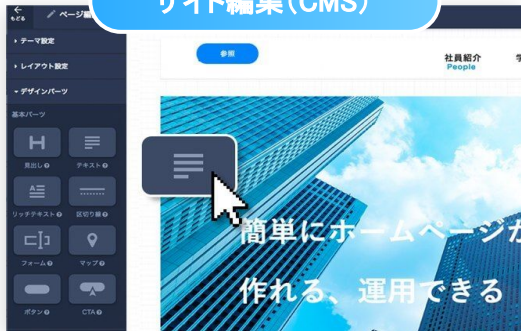 サイト編集(CMS)
もどる
ページ編
テーマ設定
レイアウト設定
デザインパーツ
基本パーツ
見出し
テキスト
リッチテキスト
区切り線
フォーム
マップ
ボタン
CTA
参照
社員紹介
People
簡単にホームページが
作れる、運用できる